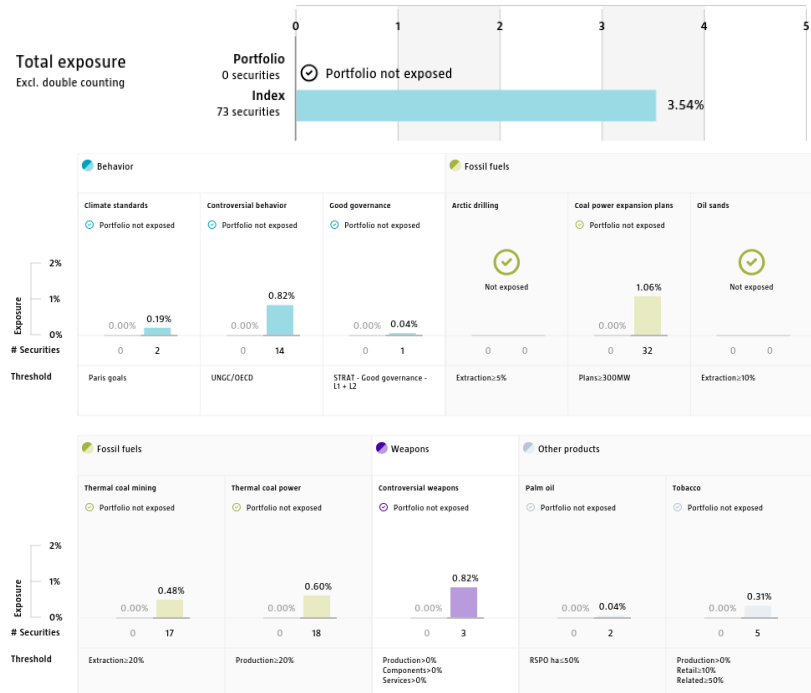 0 1 2 3 4 5
Total exposure
Excl. double counting
Portfolio
0 securities
Portfolio not exposed
Index
73 securities
3.54%
Behavior
Fossil fuels
Climate standards
Controversial behavior
Good governance
Arctic drilling
Coal power expansion plans
Oil sands
Portfolio not exposed
Portfolio not exposed
Portfolio not exposed
Portfolio not exposed
Not exposed
Not exposed
Exposure
2%
1%
0%
0.00% 0.19%
0.00% 0.82%
0.00% 0.04%
0.00% 1.06%
# Securities
0 2
0 14
0 1
0 0
0 32
0 0
Threshold
Paris goals
UNGC/OECD
STRAT - Good governance -
L1 + L2
Extraction≥5%
Plans≥300MW
Extraction≥10%
Fossil fuels
Weapons
Other products
Thermal coal mining
Thermal coal power
Controversial weapons
Palm oil
Tobacco
Portfolio not exposed
Portfolio not exposed
Portfolio not exposed
Portfolio not exposed
Portfolio not exposed
Exposure
2%
1%
0%
0.00% 0.48%
0.00% 0.60%
0.00% 0.82%
0.00% 0.04%
0.00% 0.31%
# Securities
0 17
0 18
0 3
0 2
0 5
Threshold
Extraction≥20%
Production≥20%
Production>0%
Components>0%
Services>0%
RSPO ha≤50%
Production>0%
Retail≥10%
Related≥50%